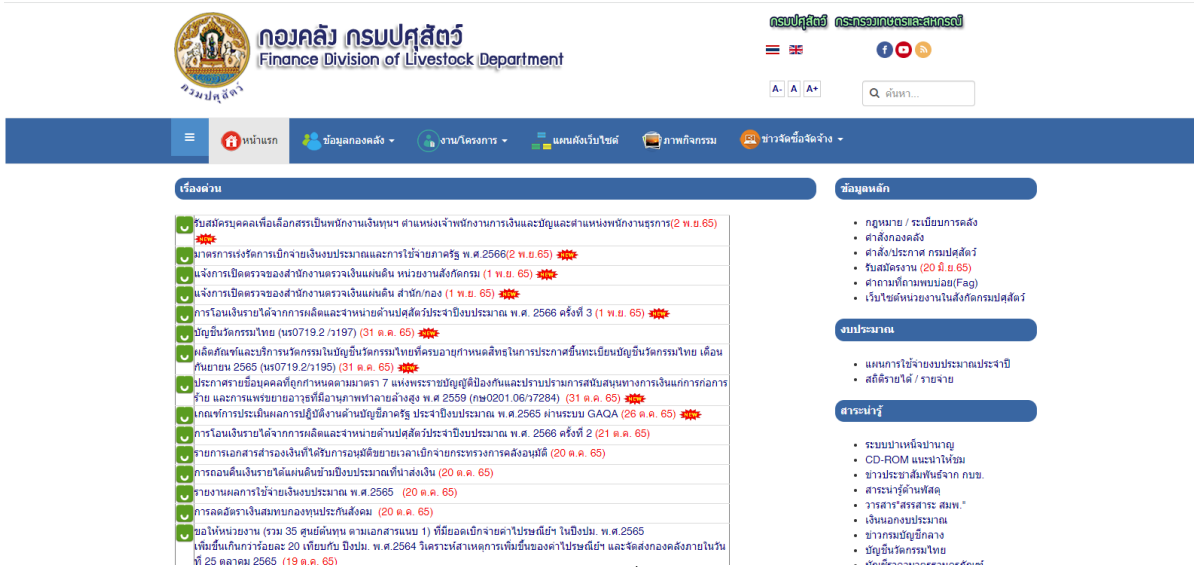 กองคลัง กรมปศุสัตว์
Finance Division of Livestock Department
กรมปศุสัตว์
กรมปศุสัตว์ กระทรวงเกษตรและสหกรณ์
A- A A+
ค้นหา...
หน้าแรก ข้อมูลกองคลัง งาน/โครงการ แผนผังเว็บไซต์ ภาพกิจกรรม ข่าวจัดซื้อจัดจ้าง
เรื่องด่วน
รับสมัครบุคคลเพื่อเลือกสรรเป็นพนักงานเงินทุนฯ ตำแหน่งเจ้าพนักงานการเงินและบัญชีและตำแหน่งพนักงานธุรการ(2 พ.ย.65)
NEW
มาตรการเร่งรัดการเบิกจ่ายเงินงบประมาณและการใช้จ่ายภาครัฐ พ.ศ.2566(2 พ.ย.65) NEW
แจ้งการเปิดตรวจของสำนักงานตรวจเงินแผ่นดิน หน่วยงานสังกัดกรม (1 พ.ย. 65) NEW
แจ้งการเปิดตรวจของสำนักงานตรวจเงินแผ่นดิน สำนัก/กอง (1 พ.ย. 65) NEW
การโอนเงินรายได้จากการผลิตและจำหน่ายด้านปศุสัตว์ประจำปีงบประมาณ พ.ศ. 2566 ครั้งที่ 3 (1 พ.ย. 65) NEW
บัญชีนวัตกรรมไทย (นร0719.2 /ว197) (31 ต.ค. 65) NEW
ผลิตภัณฑ์และบริการนวัตกรรมในบัญชีนวัตกรรมไทยที่ครบอายุกำหนดสิทธฺในการประกาศขึ้นทะเบียนบัญชีนวัตกรรมไทย เดือน
กันยายน 2565 (นร0719.2/ว195) (31 ต.ค. 65) NEW
ประกาศรายชื่อบุคคลที่ถูกกำหนดตามมาตรา 7 แห่งพระราชบัญญัติป้องกันและปราบปรามการสนับสนุนทางการเงินแก่การก่อการ
ร้าย และการแพร่ขยายอาวุธที่มีอานุภาพทำลายล้างสูง พ.ศ 2559 (กษ0201.06/ว7284) (31 ต.ค. 65) NEW
เกณฑ์การประเมินผลการปฏิบัติงานด้านบัญชีภาครัฐ ประจำปีงบประมาณ พ.ศ.2565 ผ่านระบบ GAQA (26 ต.ค. 65) NEW
การโอนเงินรายได้จากการผลิตและจำหน่ายด้านปศุสัตว์ประจำปีงบประมาณ พ.ศ. 2566 ครั้งที่ 2 (21 ต.ค. 65)
รายการเอกสารสำรองเงินที่ได้รับการอนุมัติขยายเวลาเบิกจ่ายกระทรวงการคลังอนุมัติ (20 ต.ค. 65)
การถอนคืนเงินรายได้แผ่นดินข้ามปีงบประมาณที่นำส่งเงิน (20 ต.ค. 65)
รายงานผลการใช้จ่ายเงินงบประมาณ พ.ศ.2565 (20 ต.ค. 65)
การลดอัตราเงินสมทบกองทุนประกันสังคม (20 ต.ค. 65)
ขอให้หน่วยงาน (รวม 35 ศูนย์ต้นทุน ตามเอกสารแนบ 1) ที่มียอดเบิกจ่ายค่าไปรษณีย์ฯ ในปีงปม. พ.ศ.2565
เพิ่มขึ้นเกินกว่าร้อยละ 20 เทียบกับ ปีงปม. พ.ศ.2564 วิเคราะห์สาเหตุการเพิ่มขึ้นของค่าไปรษณีย์ฯ และจัดส่งกองคลังภายในวัน
ที่ 25 ตุลาคม 2565 (19 ต.ค. 65)
ข้อมูลหลัก
กฎหมาย / ระเบียบการคลัง
คำสั่งกองคลัง
คำสั่ง/ประกาศ กรมปศุสัตว์
รับสมัครงาน (20 มิ.ย.65)
คำถามที่ถามพบบ่อย(Fag)
เว็บไซต์หน่วยงานในสังกัดกรมปศุสัตว์
งบประมาณ
แผนการใช้จ่ายงบประมาณประจำปี
สถิติรายได้ / รายจ่าย
สาระน่ารู้
ระบบบำเหน็จบำนาญ
CD-ROM แนะนำให้ชม
ข่าวประชาสัมพันธ์จาก กบข.
สาระน่ารู้ด้านพัสดุ
วารสาร"สรรสาระ สมพ."
เงินนอกงบประมาณ
ข่าวกรมบัญชีกลาง
บัญชีนวัตกรรมไทย